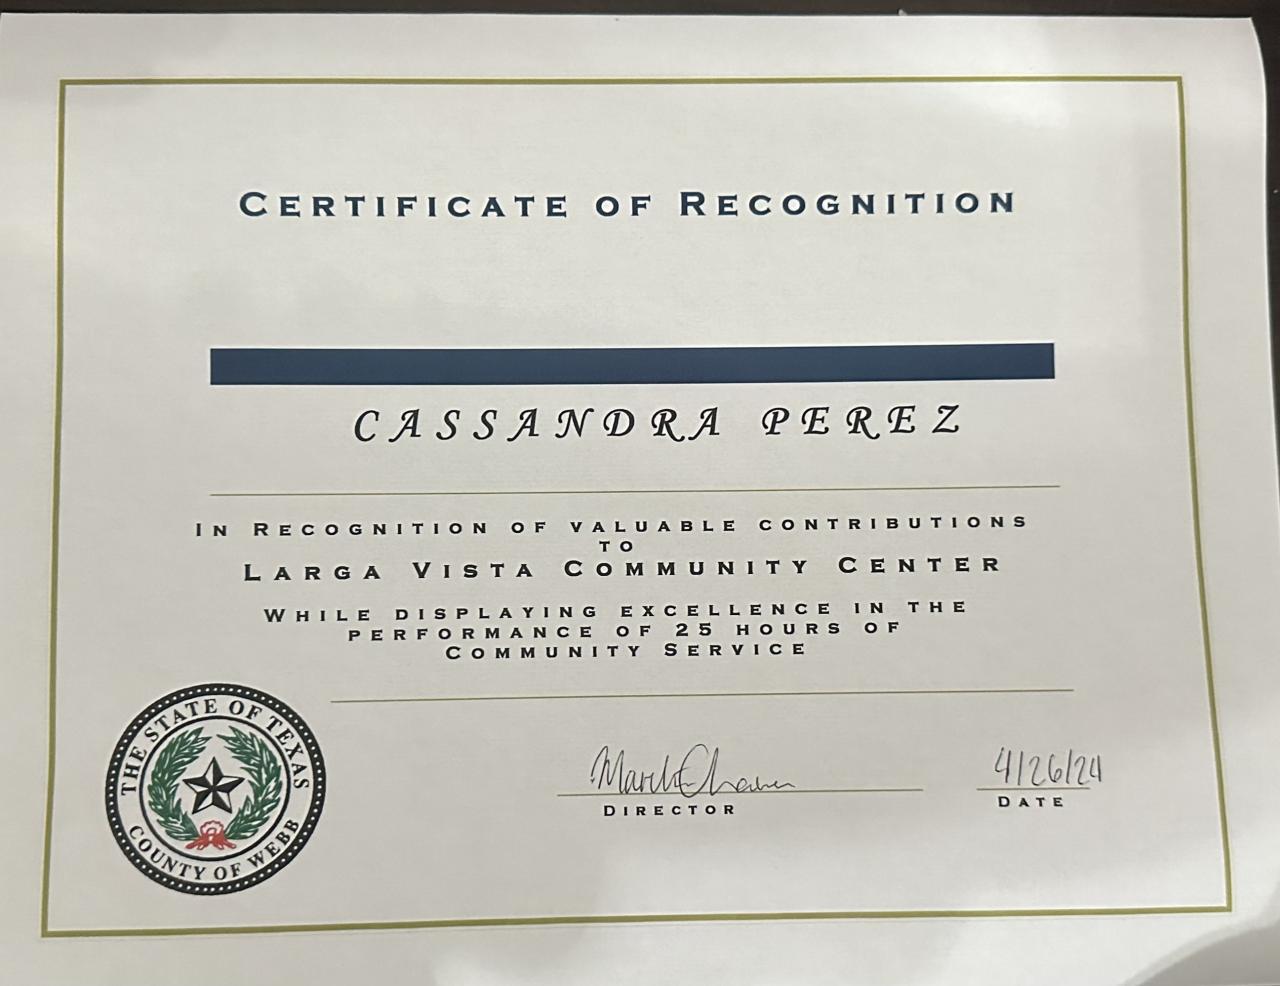 CERTIFICATE OF RECOGNITION
CASSANDRA PEREZ
IN RECOGNITION OF VALUABLE CONTRIBUTIONS
TO
LARGA VISTA COMMUNITY CENTER
WHILE DISPLAYING EXCELLENCE IN THE
PERFORMANCE OF 25 HOURS OF
COMMUNITY SERVICE
THE STATE OF TEXAS
COUNTY OF WEBB
4/26/24
DIRECTOR
DATE